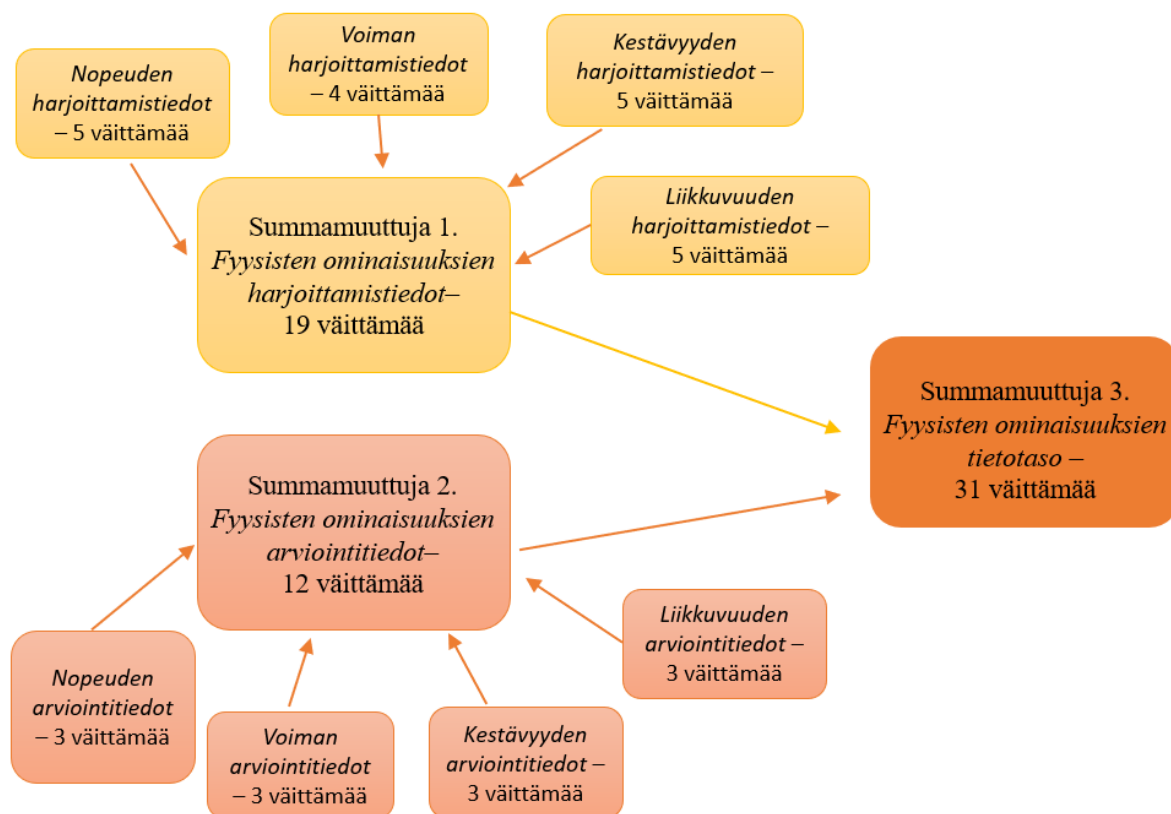 Nopeuden
harjoittamistiedot
– 5 väittämää
Voiman
harjoittamistiedot
– 4 väittämää
Kestävyyden
harjoittamistiedot –
5 väittämää
Liikkuvuuden
harjoittamistiedot –
5 väittämää
Summamuuttuja 1.
Fyysisten ominaisuuksien
harjoittamistiedot–
19 väittämää
Summamuuttuja 3.
Fyysisten ominaisuuksien
tietotaso –
31 väittämää
Summamuuttuja 2.
Fyysisten ominaisuuksien
arviointitiedot–
12 väittämää
Nopeuden
arviointitiedot
– 3 väittämää
Voiman
arviointitiedot
– 3 väittämää
Kestävyyden
arviointitiedot –
3 väittämää
Liikkuvuuden
arviointitiedot –
3 väittämää